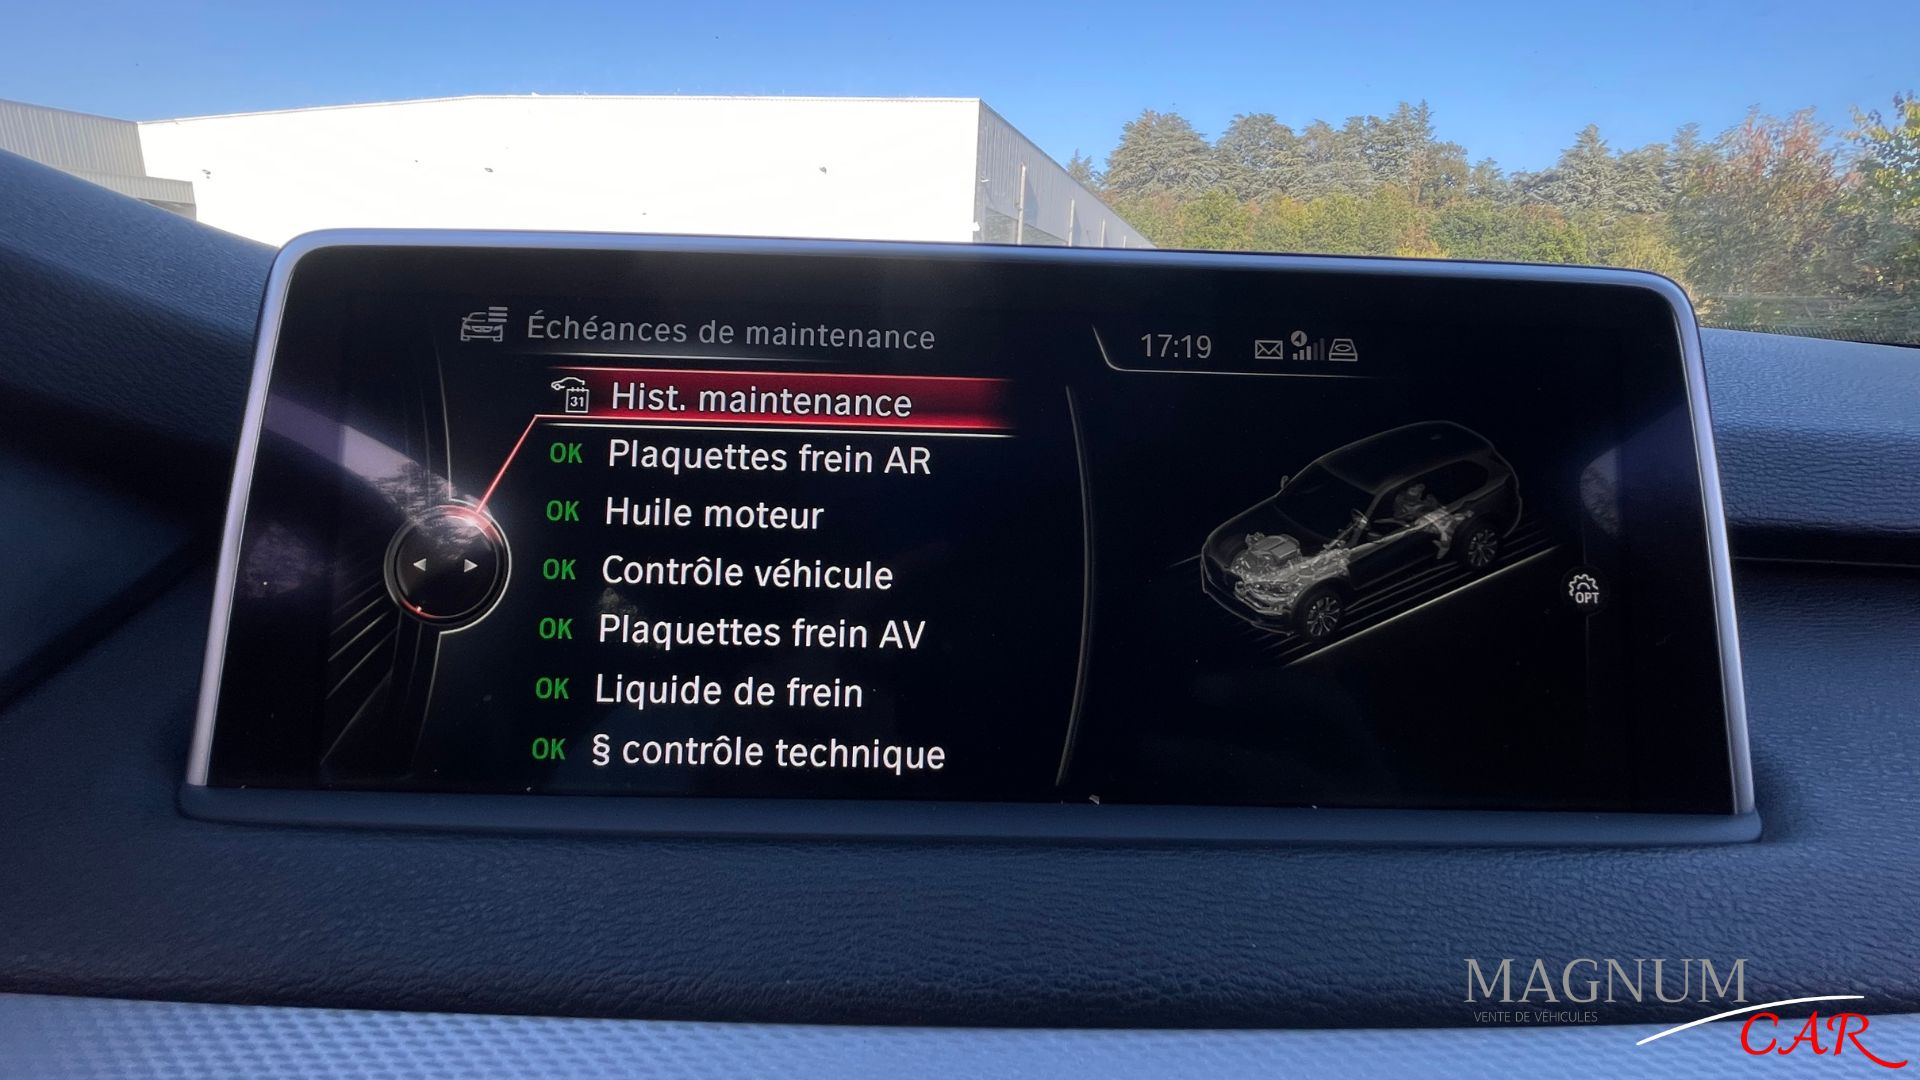 Échéances de maintenance
17:19
31 Hist. maintenance
OK Plaquettes frein AR
OK Huile moteur
OK Contrôle véhicule
OK Plaquettes frein AV
OK Liquide de frein
OK § contrôle technique
OPT
MAGNUM
VENTE DE VÉHICULES
CAR